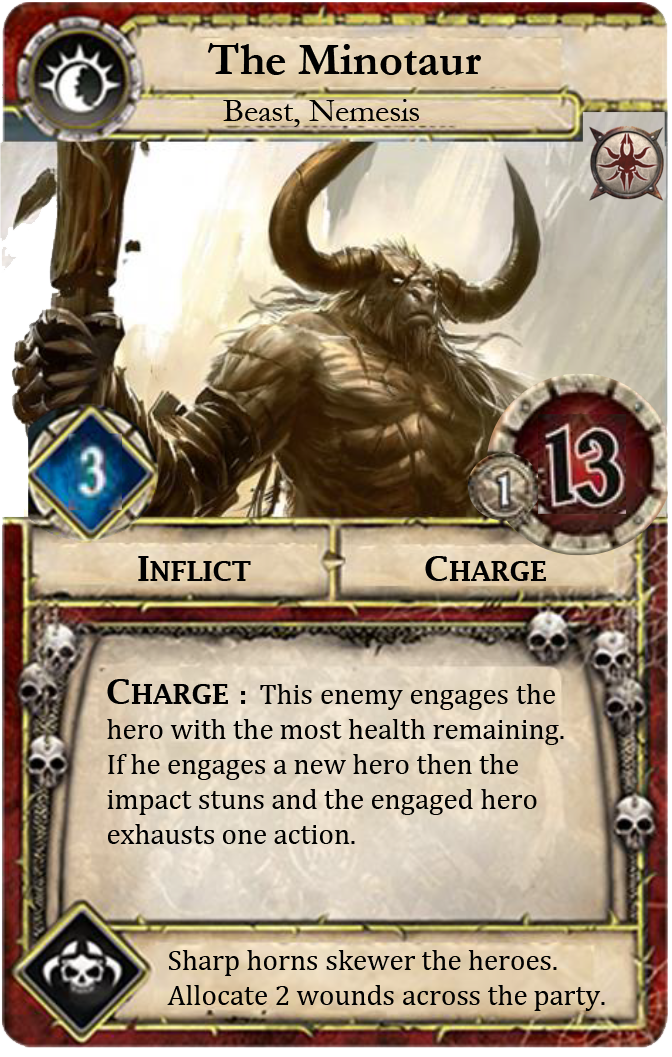 The Minotaur
Beast, Nemesis
3
1
13
INFLICT
CHARGE
CHARGE : This enemy engages the
hero with the most health remaining.
If he engages a new hero then the
impact stuns and the engaged hero
exhausts one action.
Sharp horns skewer the heroes.
Allocate 2 wounds across the party.